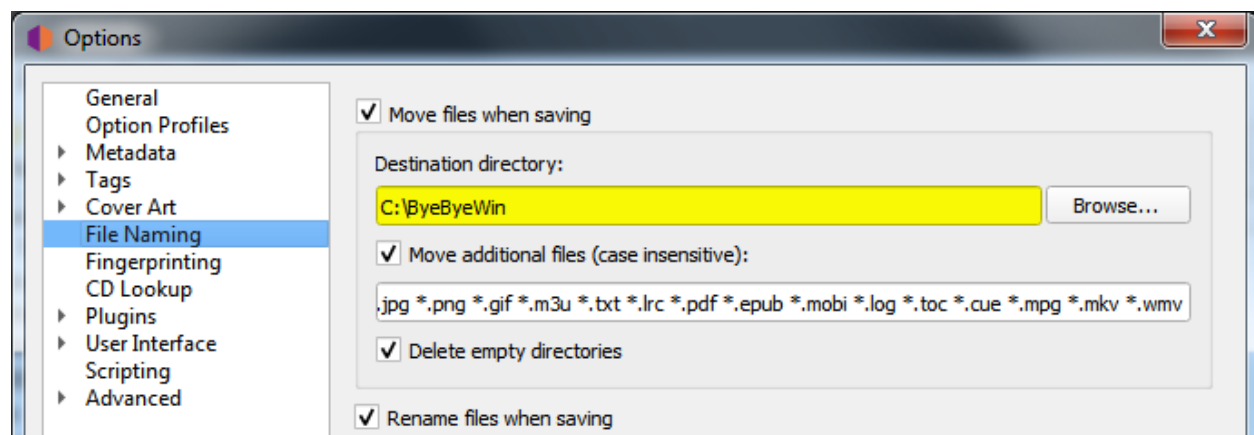 Options
General
Option Profiles
Metadata
Tags
Cover Art
File Naming
Fingerprinting
CD Lookup
Plugins
User Interface
Scripting
Advanced
Move files when saving
Destination directory:
C:\ByeByeWin
Browse...
Move additional files (case insensitive):
.jpg *.png *.gif *.m3u *.txt *.lrc *.pdf *.epub *.mobi *.log *.toc *.cue *.mpg *.mkv *.wmv
Delete empty directories
Rename files when saving